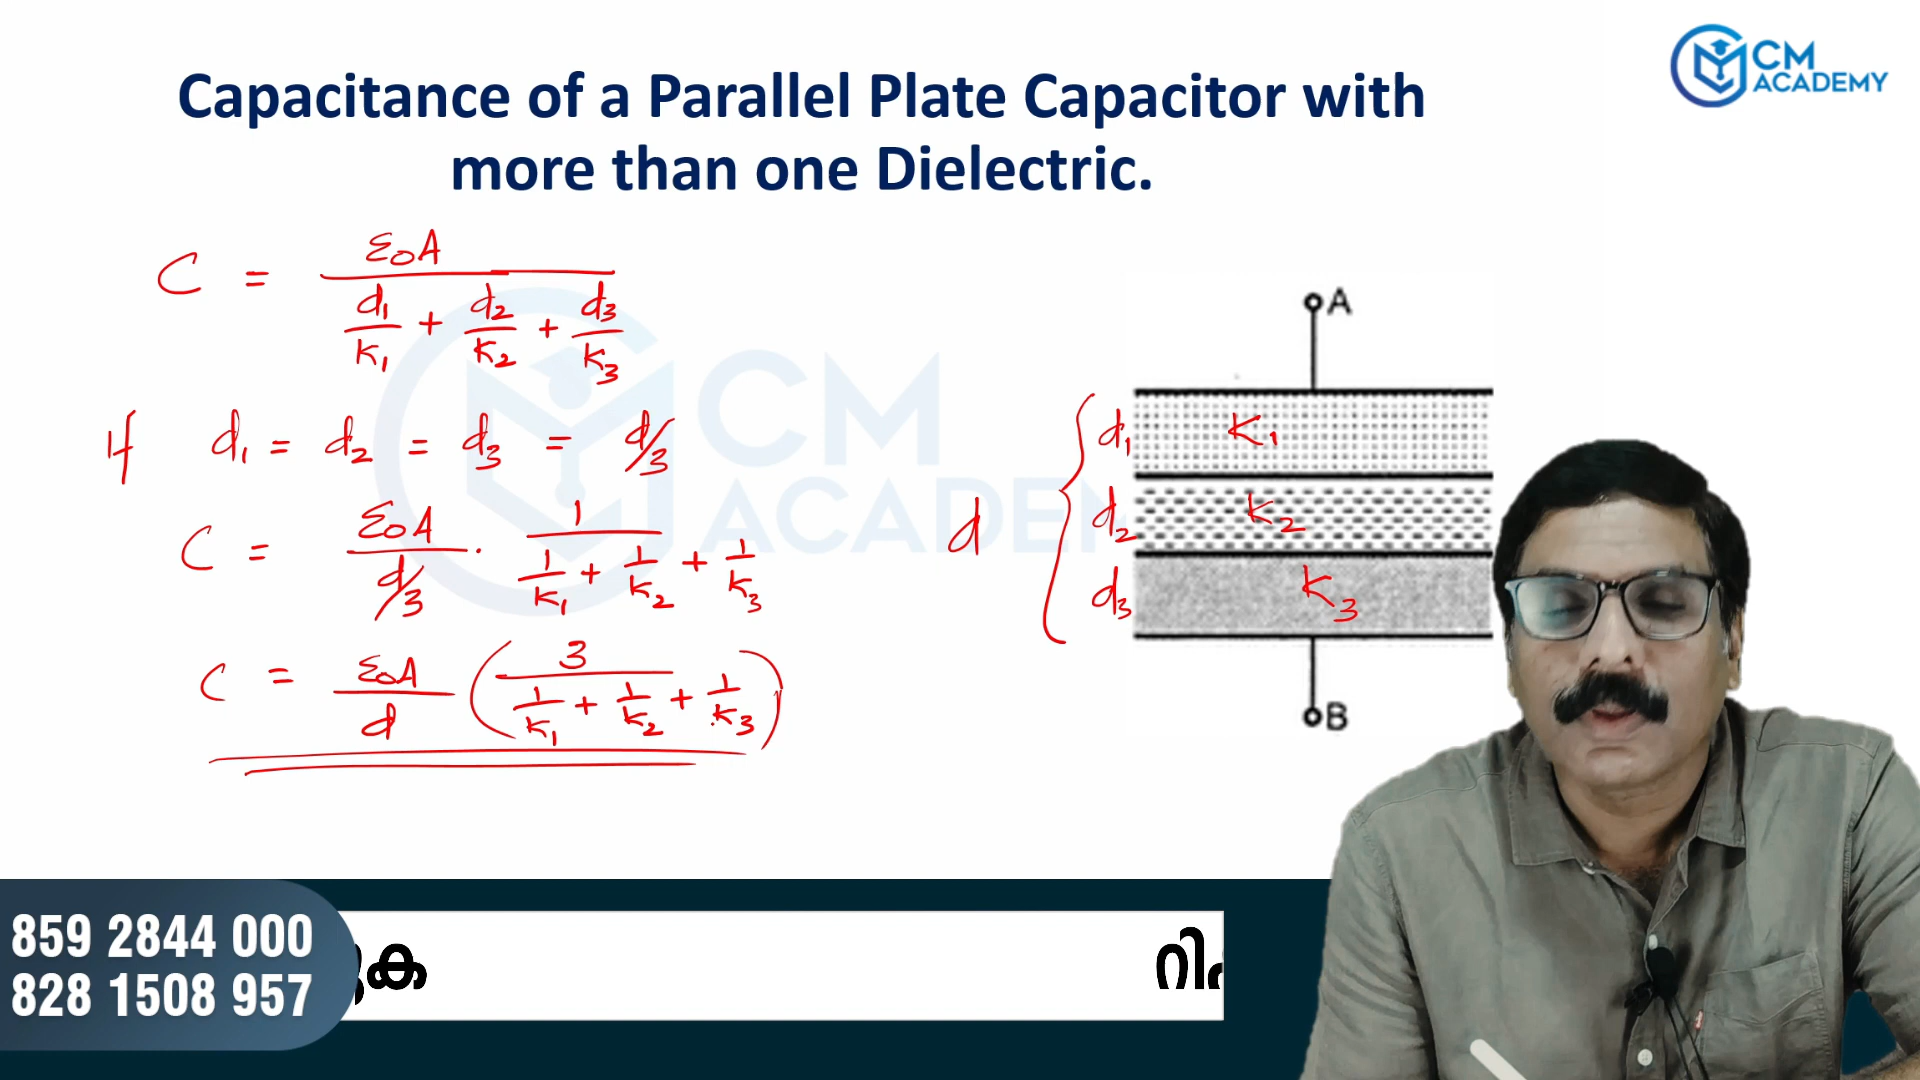 CM
ACADEMY
Capacitance of a Parallel Plate Capacitor with
more than one Dielectric.
C = ε₀A / (d₁/K₁ + d₂/K₂ + d₃/K₃)
If d₁ = d₂ = d₃ = d/3
C = ε₀A / (d/3) · 1 / (1/K₁ + 1/K₂ + 1/K₃)
C = ε₀A / d (3 / (1/K₁ + 1/K₂ + 1/K₃))
A
d₁ K₁
d d₂ K₂
d₃ K₃
B
CM
ACADEM
859 2844 000
828 1508 957